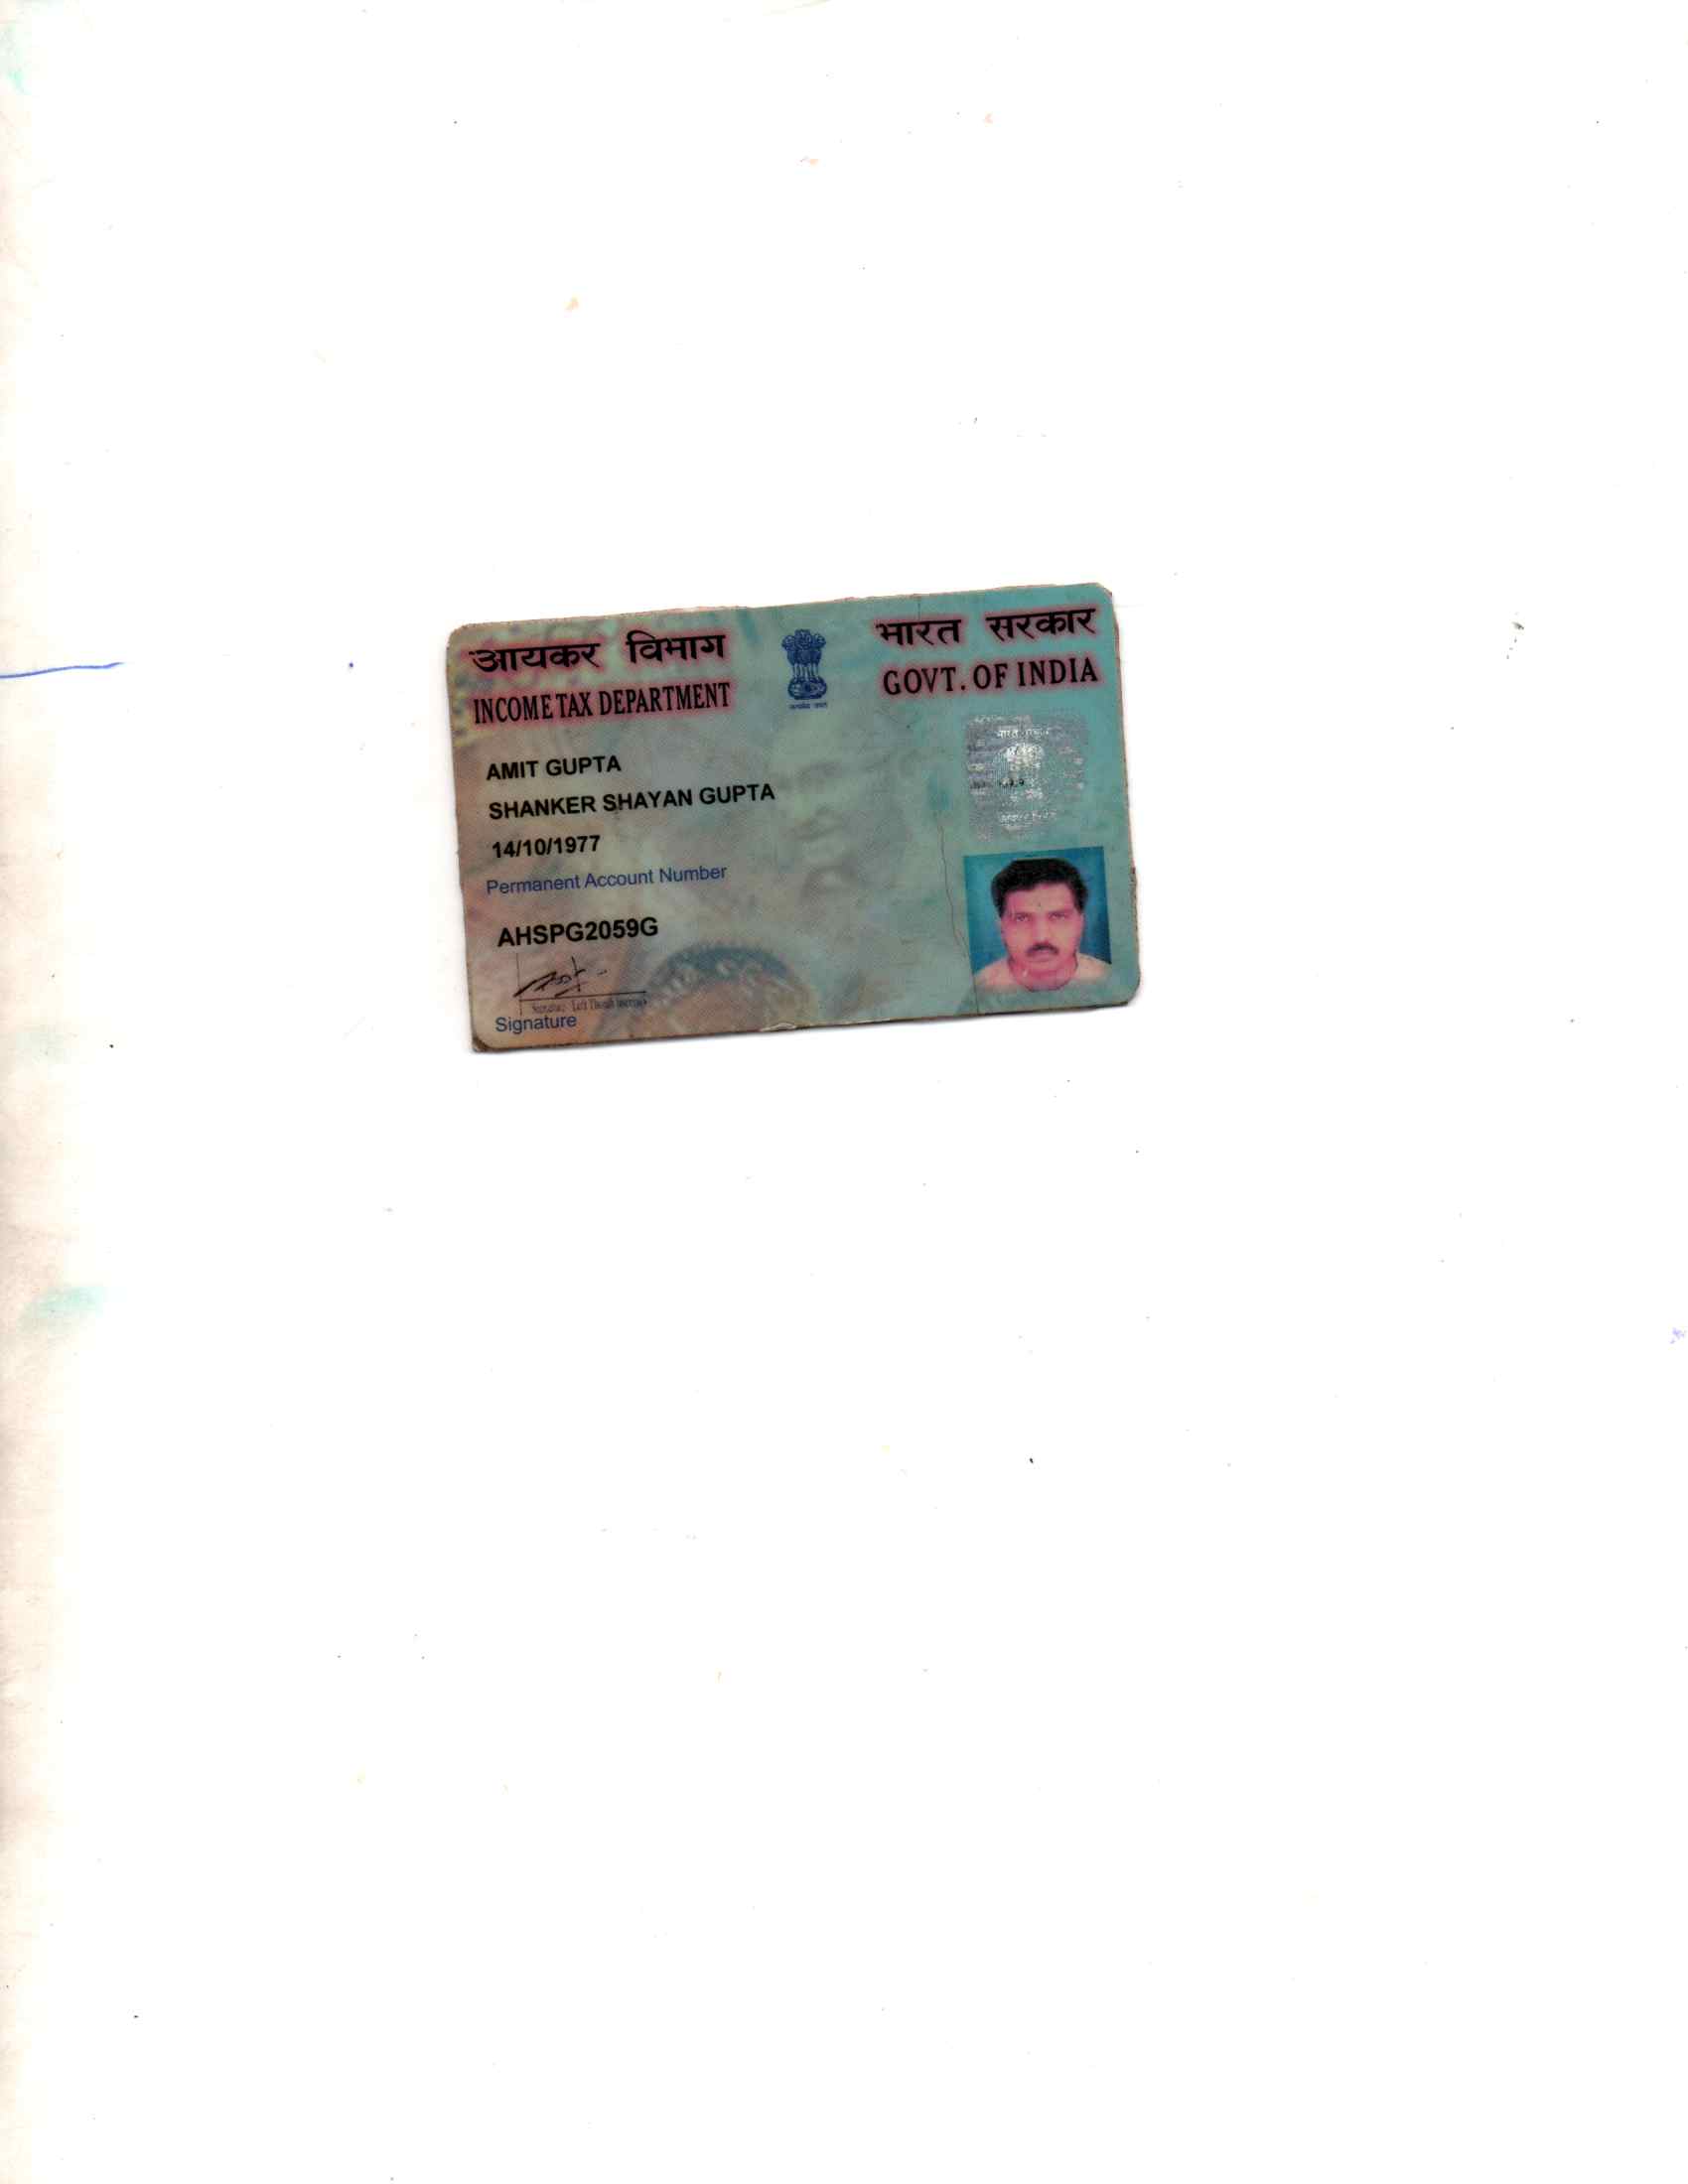 आयकर विभाग
INCOME TAX DEPARTMENT
भारत सरकार
GOVT. OF INDIA
AMIT GUPTA
SHANKER SHAYAN GUPTA
14/10/1977
Permanent Account Number
AHSPG2059G
Signature